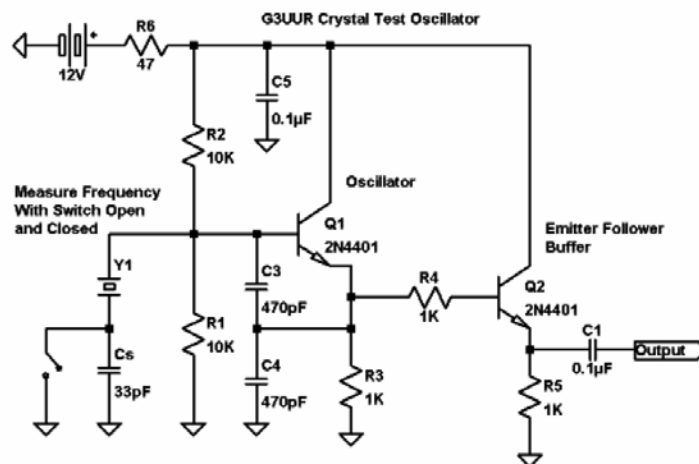 G3UUR Crystal Test Oscillator
R6
+
12V
47
C5
0.1µF
R2
10K
Measure Frequency
With Switch Open
and Closed
Oscillator
Q1
2N4401
Emitter Follower
Buffer
Y1
C3
470pF
R4
1K
Q2
2N4401
R1
10K
C1
0.1µF
Output
Cs
33pF
C4
470pF
R3
1K
R5
1K